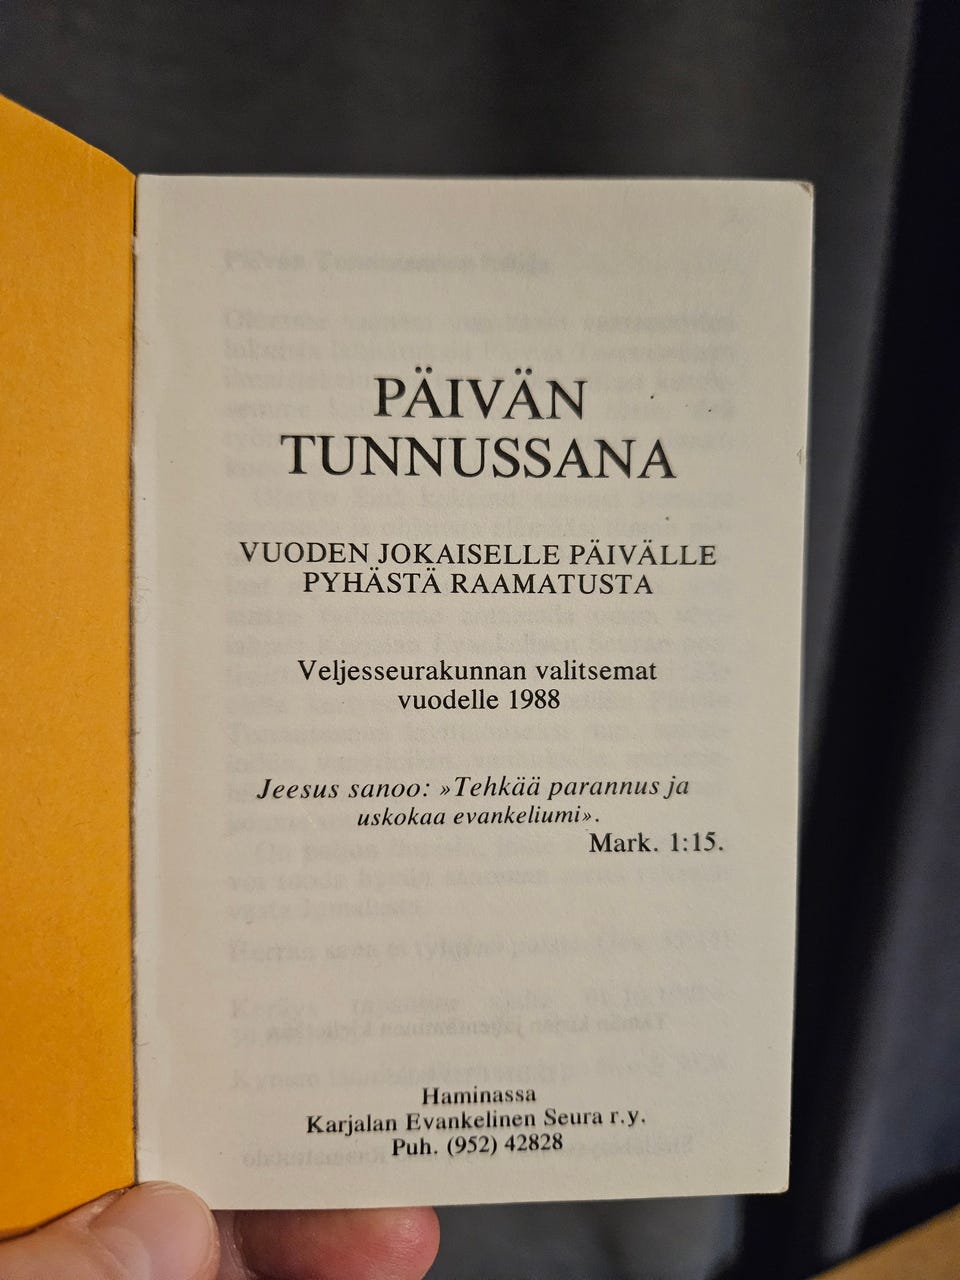 PÄIVÄN
TUNNUSSANA
VUODEN JOKAISELLE PÄIVÄLLE
PYHÄSTÄ RAAMATUSTA
Veljesseurakunnan valitsemat
vuodelle 1988
Jeesus sanoo: »Tehkää parannus ja
uskokaa evankeliumi».
Mark. 1:15.
Haminassa
Karjalan Evankelinen Seura r.y.
Puh. (952) 42828